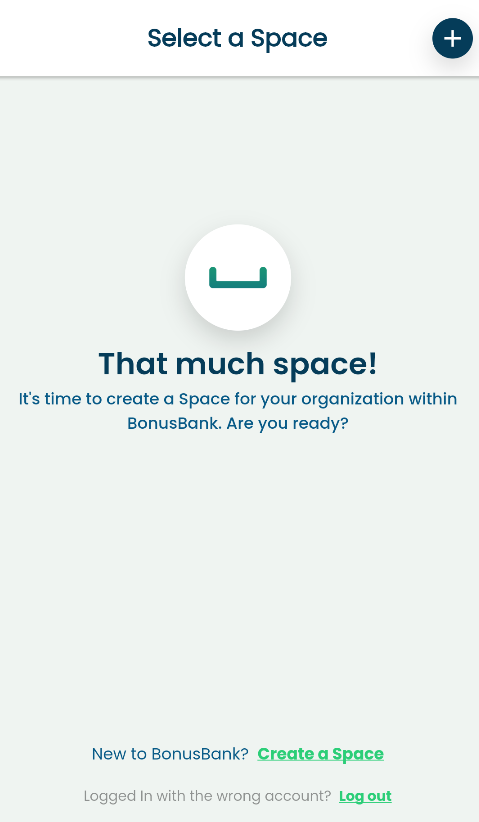 Select a Space
That much space!
It's time to create a Space for your organization within
BonusBank. Are you ready?
New to BonusBank? Create a Space
Logged In with the wrong account? Log out